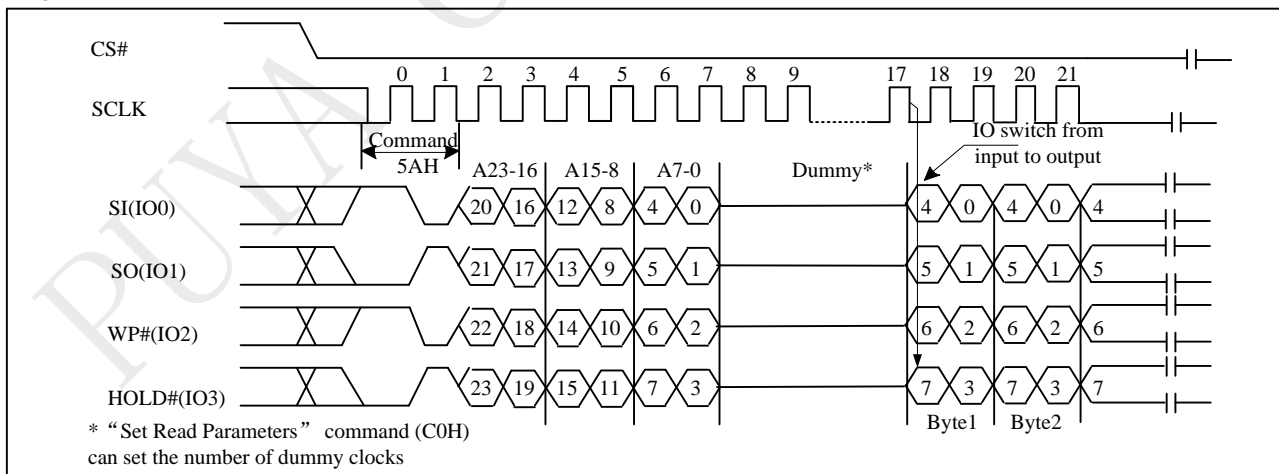 CS#
0 1 2 3 4 5 6 7 8 9 17 18 19 20 21
SCLK
Command
5AH
IO switch from
input to output
A23-16 A15-8 A7-0 Dummy*
SI(IO0) 20 16 12 8 4 0 4 0 4 0 4
SO(IO1) 21 17 13 9 5 1 5 1 5 1 5
WP#(IO2) 22 18 14 10 6 2 6 2 6 2 6
HOLD#(IO3) 23 19 15 11 7 3 7 3 7 3 7
Byte1 Byte2
* “Set Read Parameters” command (C0H)
can set the number of dummy clocks
PUYA